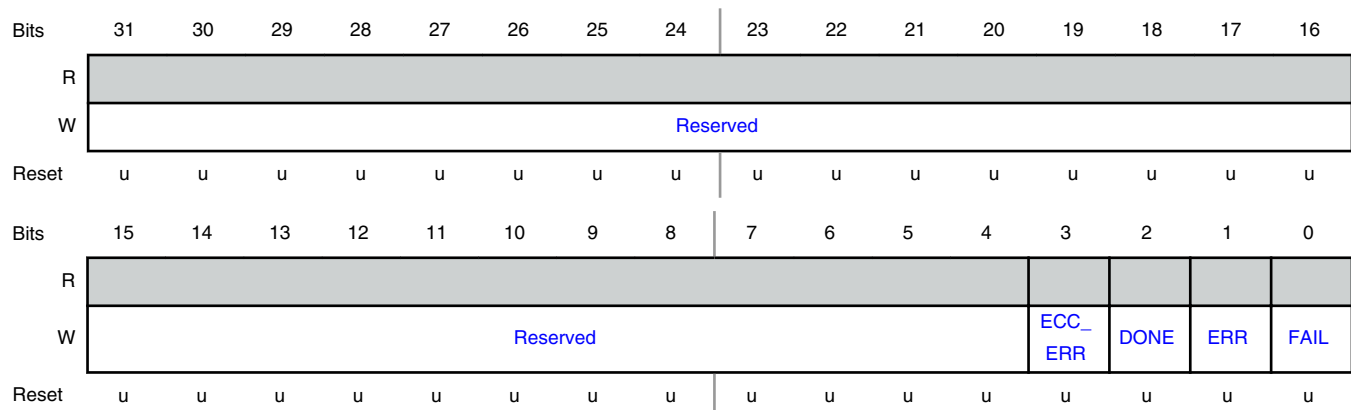 Bits 31 30 29 28 27 26 25 24 23 22 21 20 19 18 17 16
R
W Reserved
Reset u u u u u u u u u u u u u u u u
Bits 15 14 13 12 11 10 9 8 7 6 5 4 3 2 1 0
R
W Reserved ECC_ DONE ERR FAIL
ERR
Reset u u u u u u u u u u u u u u u u